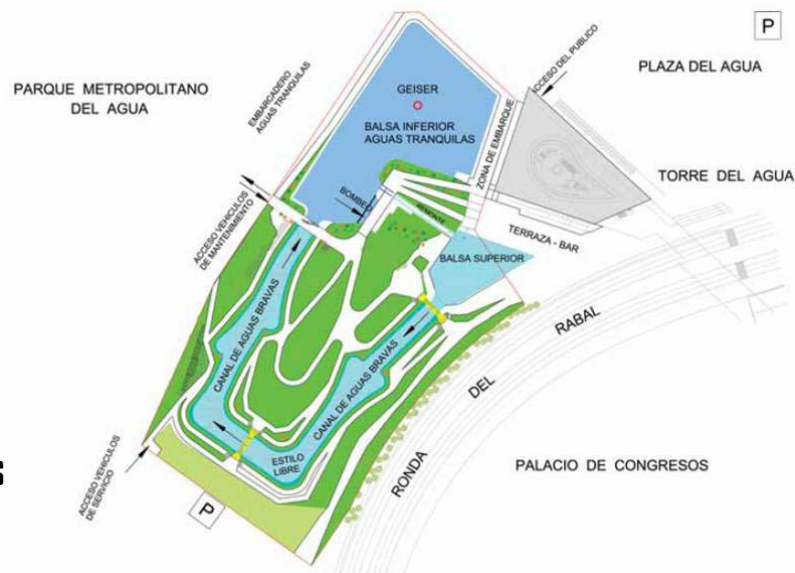 P
PARQUE METROPOLITANO
DEL AGUA
EMBARCADERO
AGUAS TRANQUILAS
GEISER
BALSA INFERIOR
AGUAS TRANQUILAS
ACCESO DEL PUBLICO
PLAZA DEL AGUA
ZONA DE EMBARQUE
TORRE DEL AGUA
BOMBEO
REMONTE
TERRAZA - BAR
ACCESO VEHICULOS
DE MANTENIMIENTO
BALSA SUPERIOR
CANAL DE AGUAS BRAVAS
CANAL DE AGUAS BRAVAS
ESTILO
LIBRE
RONDA DEL RABAL
PALACIO DE CONGRESOS
ACCESO VEHICULOS
DE SERVICIO
P
S